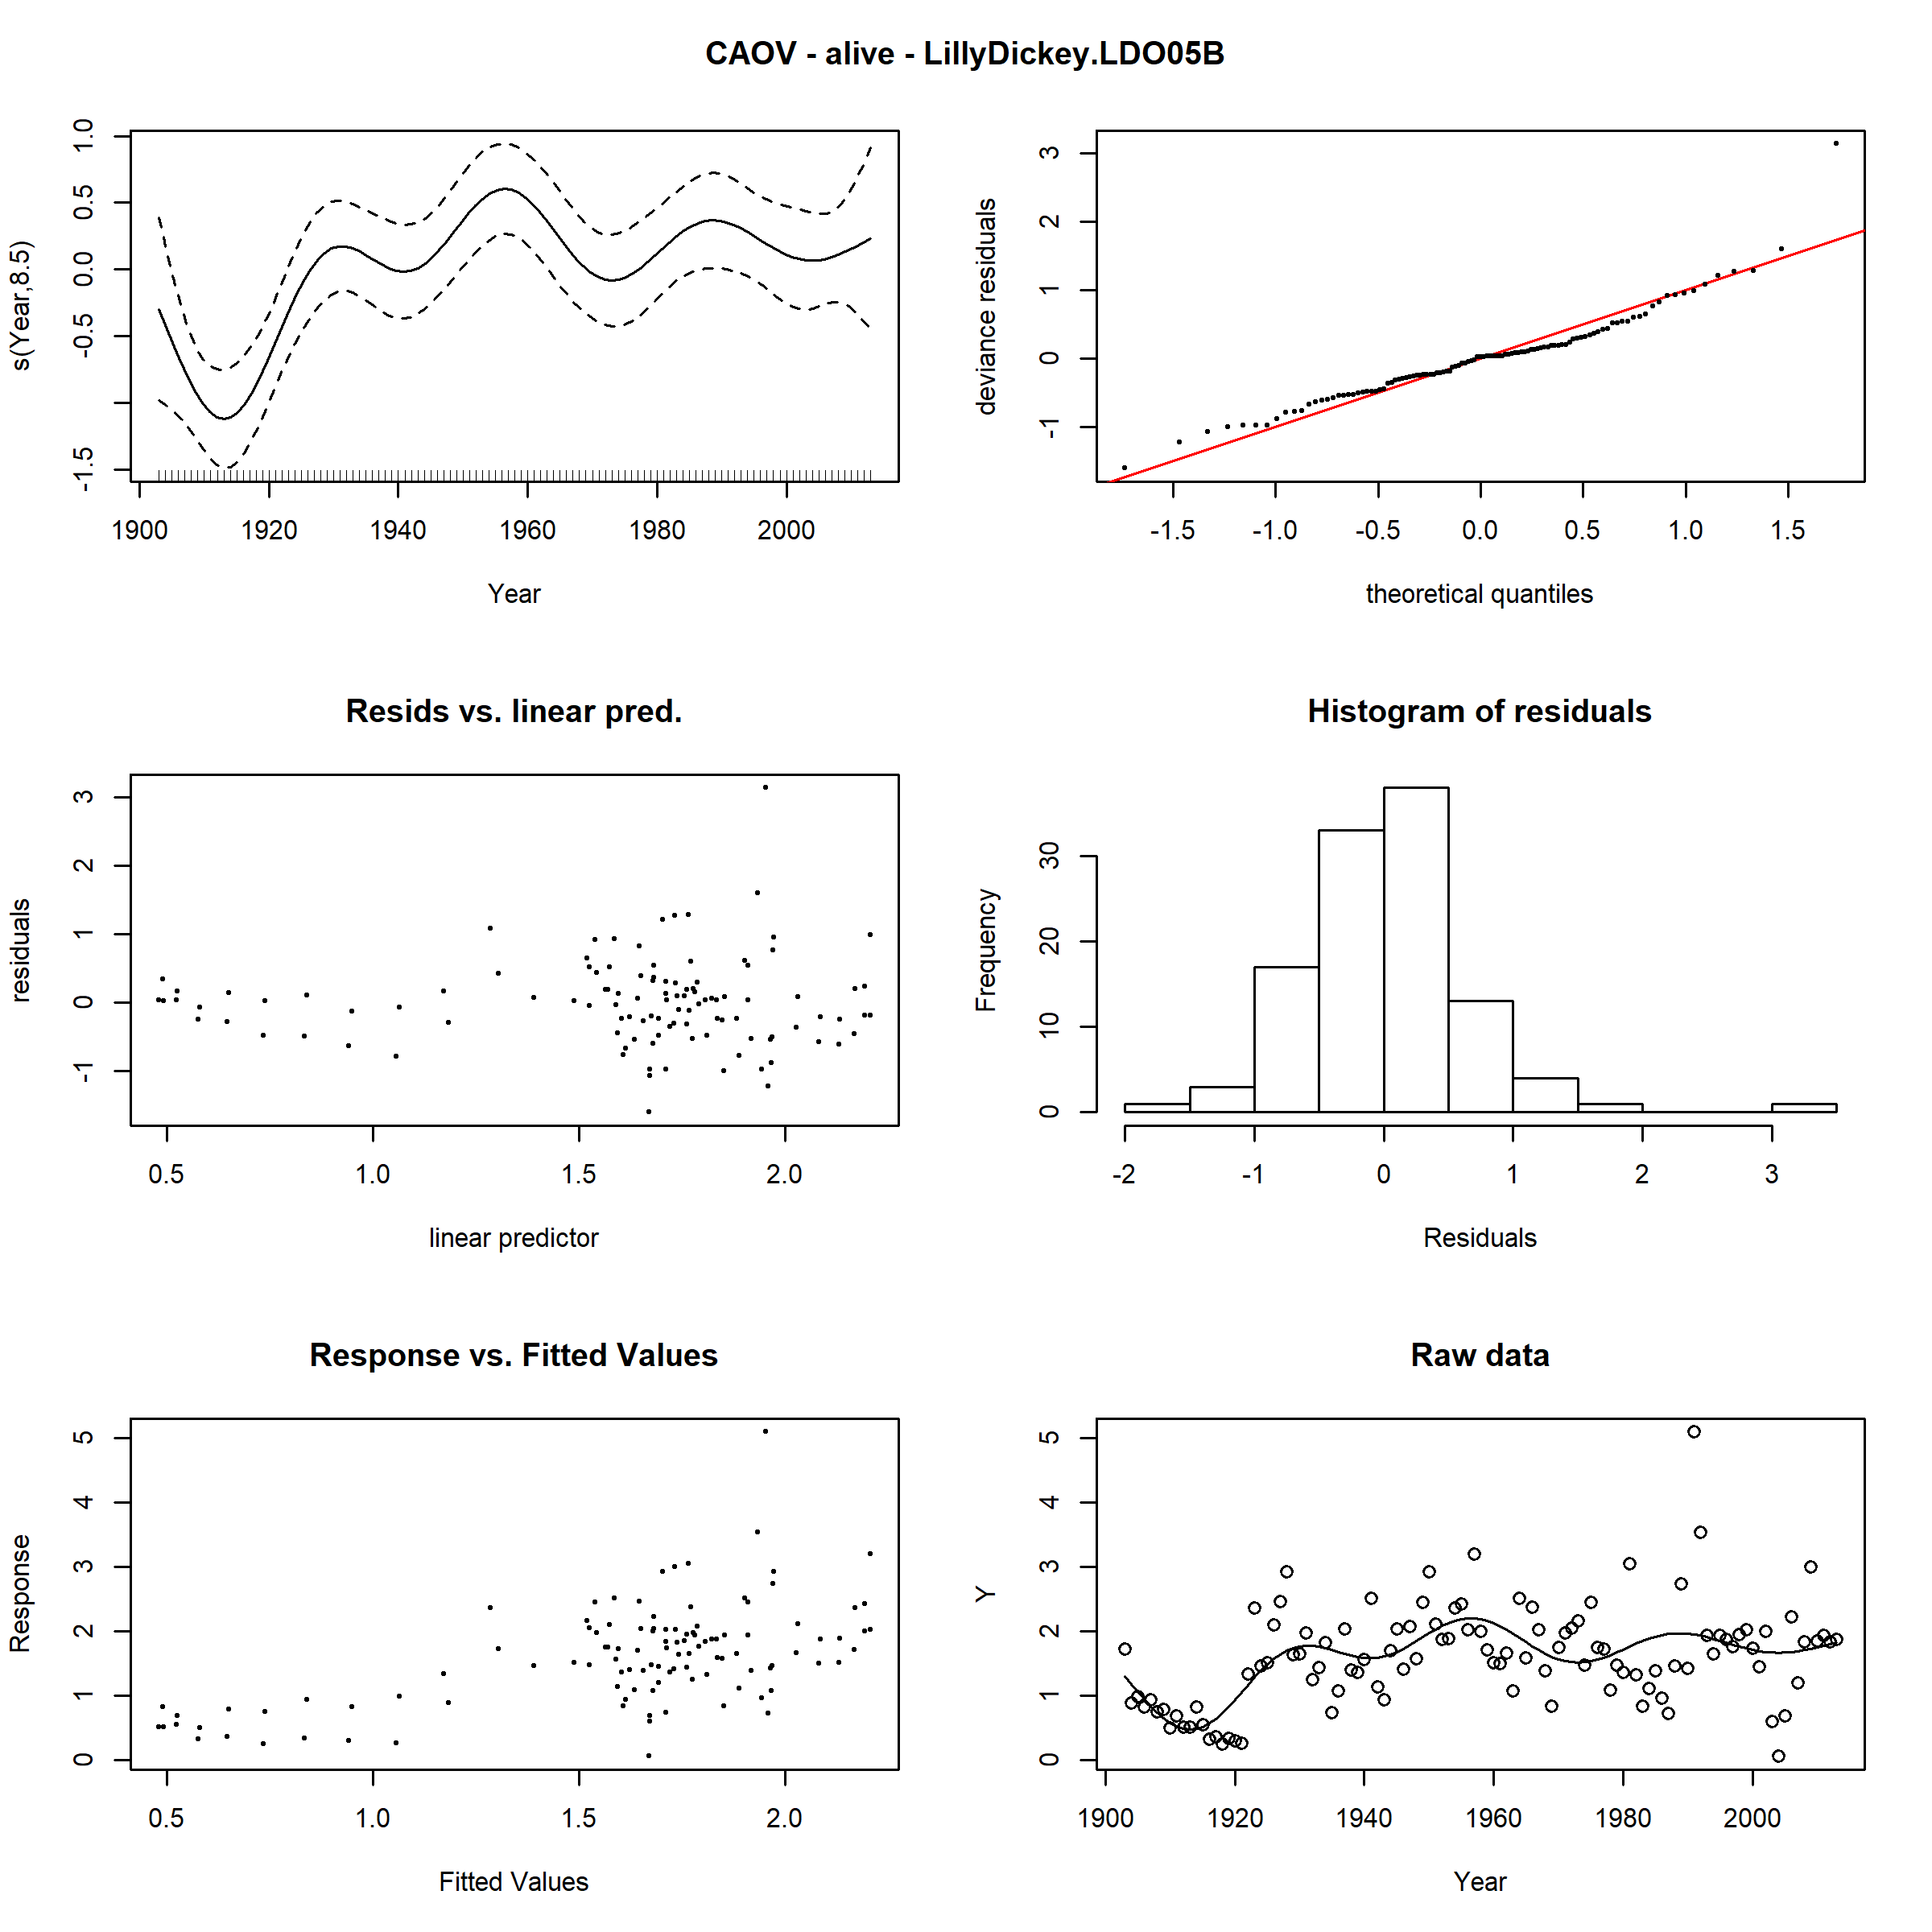 CAOV - alive - LillyDickey.LDO05B
s(Year,8.5)
-1.5 -0.5 0.0 0.5 1.0
1900 1920 1940 1960 1980 2000
Year
deviance residuals
-1 0 1 2 3
-1.5 -1.0 -0.5 0.0 0.5 1.0 1.5
theoretical quantiles
Resids vs. linear pred.
residuals
-1 0 1 2 3
0.5 1.0 1.5 2.0
linear predictor
Histogram of residuals
Frequency
0 10 20 30
-2 -1 0 1 2 3
Residuals
Response vs. Fitted Values
Response
0 1 2 3 4 5
0.5 1.0 1.5 2.0
Fitted Values
Raw data
Y
0 1 2 3 4 5
1900 1920 1940 1960 1980 2000
Year